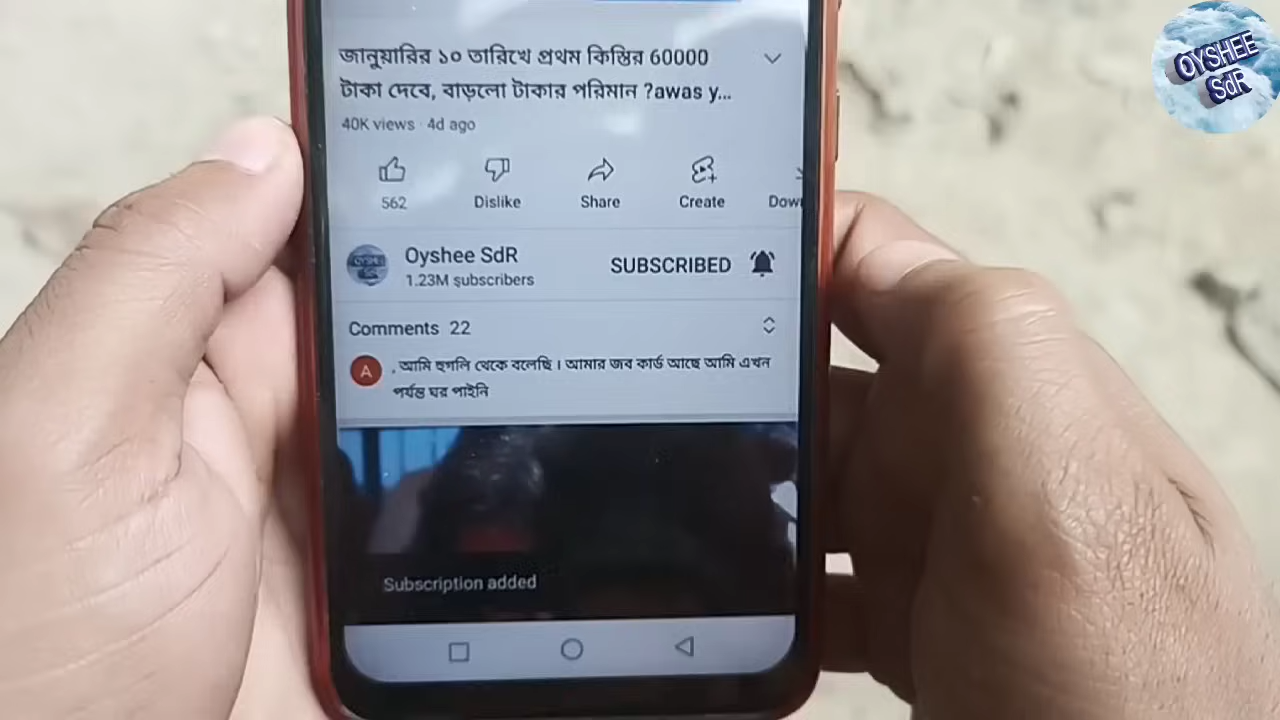 জানুয়ারির ১০ তারিখে প্রথম কিস্তির 60000
টাকা দেবে, বাড়লো টাকার পরিমান ?awas y...
40K views · 4d ago
562
Dislike
Share
Create
Down
Oyshee SdR
1.23M subscribers
SUBSCRIBED
Comments 22
A
, আমি হুগলি থেকে বলেছি । আমার জব কার্ড আছে আমি এখন
পর্যন্ত ঘর পাইনি
Subscription added
OYSHEE
SdR